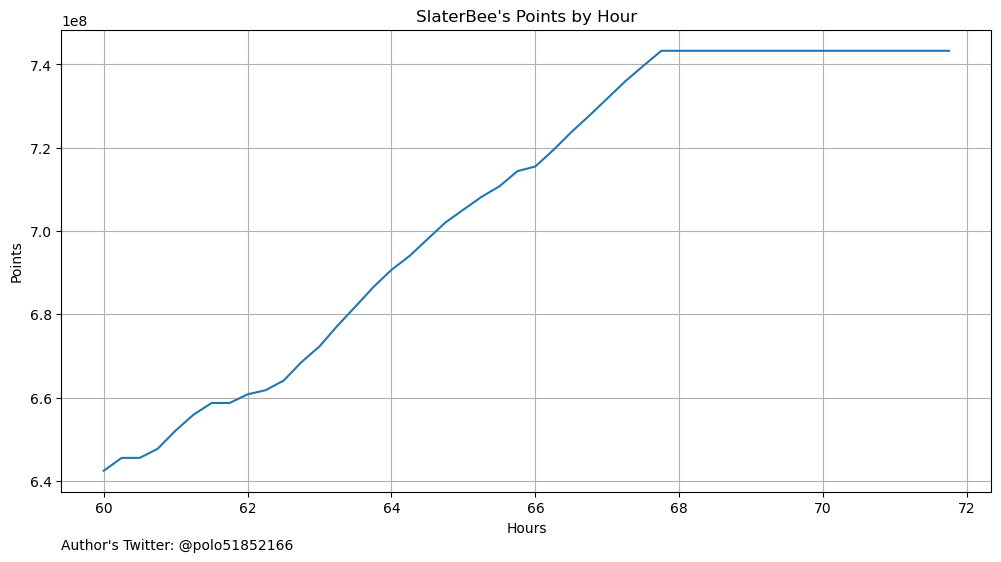 SlaterBee's Points by Hour
1e8
7.4
7.2
7.0
6.8
6.6
6.4
Points
60 62 64 66 68 70 72
Hours
Author's Twitter: @polo51852166